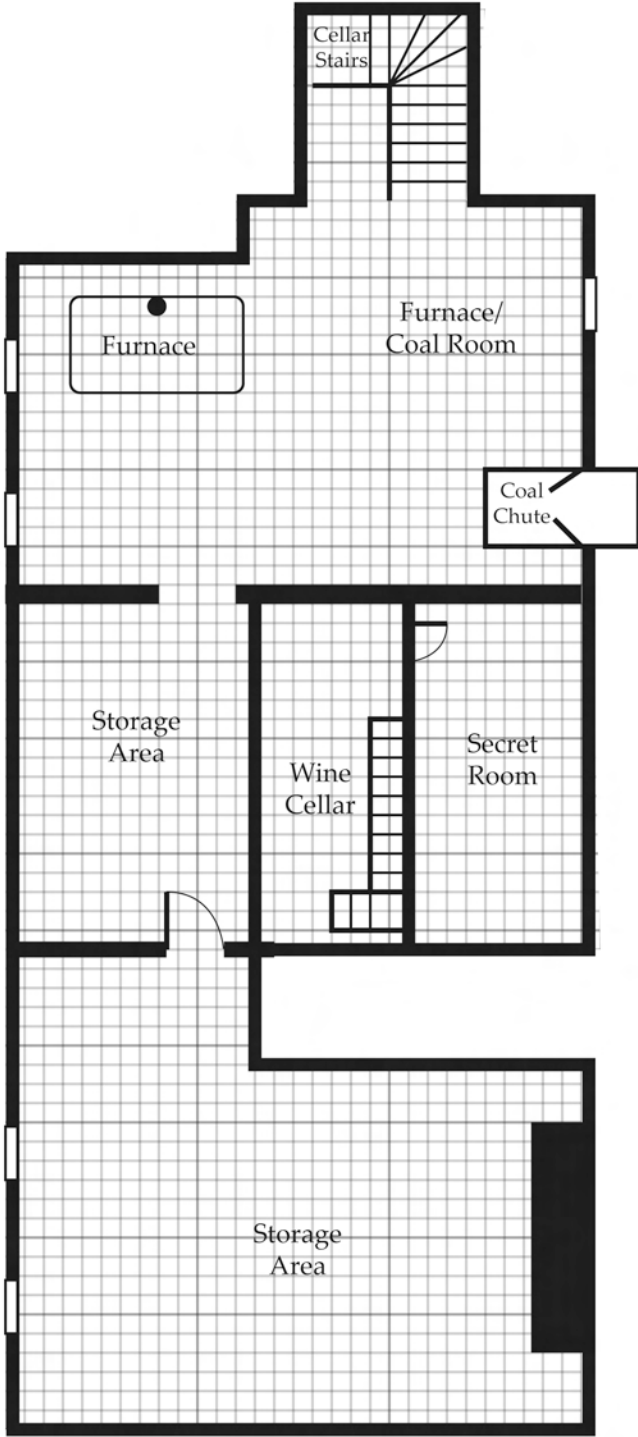 Cellar
Stairs
Furnace
Furnace/
Coal Room
Coal
Chute
Storage
Area
Wine
Cellar
Secret
Room
Storage
Area